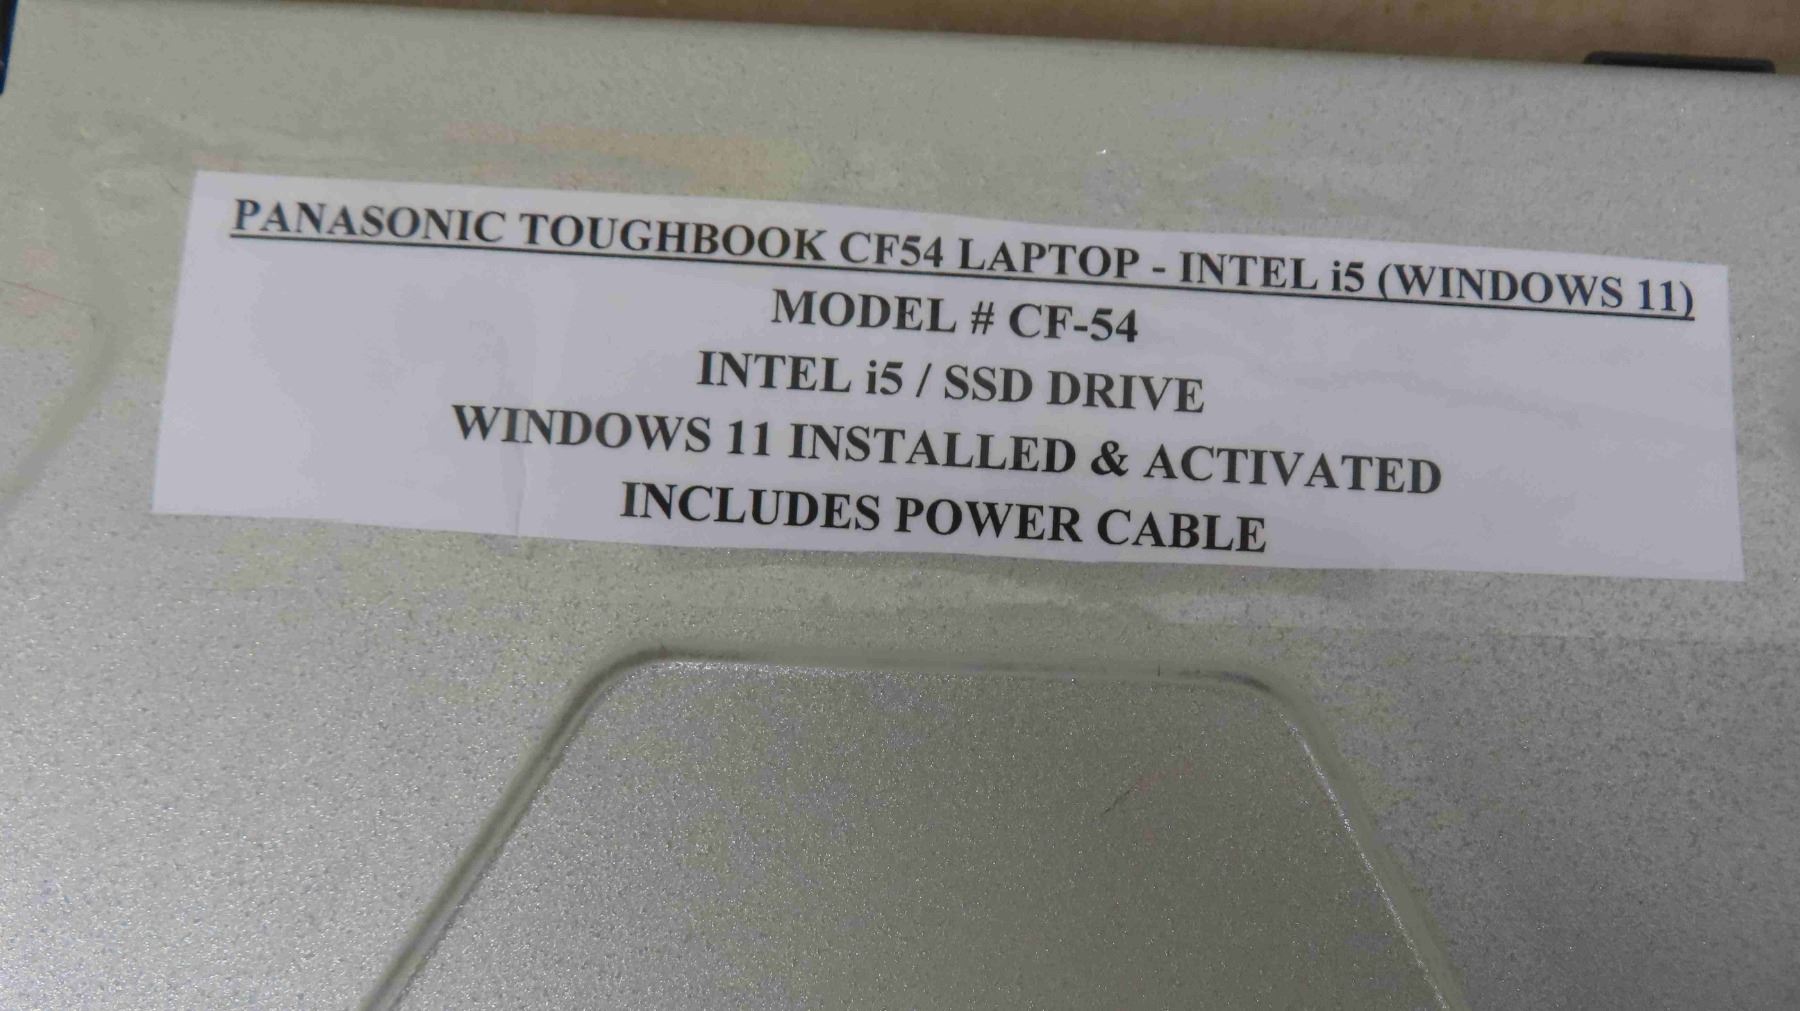 PANASONIC TOUGHBOOK CF54 LAPTOP - INTEL i5 (WINDOWS 11)
MODEL # CF-54
INTEL i5 / SSD DRIVE
WINDOWS 11 INSTALLED & ACTIVATED
INCLUDES POWER CABLE